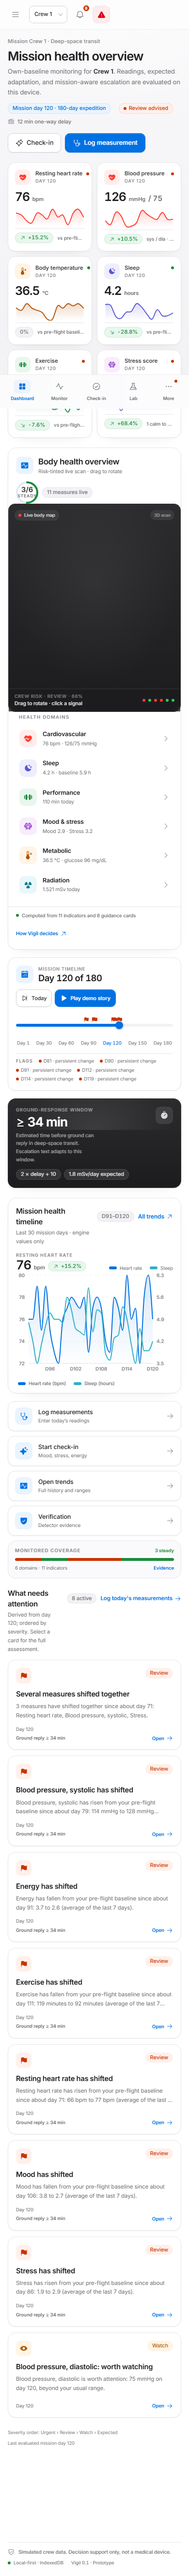 Crew 1
8
Mission Crew 1 · Deep-space transit
Mission health overview
Own-baseline monitoring for Crew 1. Readings, expected
adaptation, and mission-aware escalation are evaluated on
this device.
Mission day 120 · 180-day expedition
Review advised
12 min one-way delay
Check-in
Log measurement
Resting heart rate
DAY 120
76 bpm
+15.2%
vs pre-fli...
Blood pressure
DAY 120
126 mmHg / 75
+10.5%
sys / dia · ...
Body temperature
DAY 120
36.5 °C
0%
vs pre-flight baseli...
Sleep
DAY 120
4.2 hours
-28.8%
vs pre-fli...
Exercise
DAY 120
Stress score
DAY 120
Dashboard
Monitor
Check-in
Lab
More
-7.6%
vs pre-fligh...
+68.4%
1 calm to ...
Body health overview
Risk-tinted live scan · drag to rotate
3/6
STEADY
11 measures live
Live body map
3D scan
CREW RISK · REVIEW · 66%
Drag to rotate · click a signal
HEALTH DOMAINS
Cardiovascular
76 bpm · 126/75 mmHg
Sleep
4.2 h · baseline 5.9 h
Performance
110 min today
Mood & stress
Mood 2.9 · Stress 3.2
Metabolic
36.5 °C · glucose 96 mg/dL
Radiation
1.521 mSv today
Computed from 11 indicators and 8 guidance cards
How Vigil decides
MISSION TIMELINE
Day 120 of 180
Today
Play demo story
Day 1
Day 30
Day 60
Day 90
Day 120
Day 150
Day 180
FLAGS
D81 · persistent change
D90 · persistent change
D91 · persistent change
D112 · persistent change
D114 · persistent change
D119 · persistent change
GROUND-RESPONSE WINDOW
≥ 34 min
Estimated time before ground can
reply in deep-space transit.
Escalation text adapts to this
window.
2 × delay + 10
1.8 mSv/day expected
Mission health
timeline
D91–D120
All trends
Last 30 mission days · engine
values only
RESTING HEART RATE
76 bpm
+15.2%
Heart rate
Sleep
80
78
76
74
72
6.3
5.6
4.9
4.2
3.5
D96
D102
D108
D114
D120
Heart rate (bpm)
Sleep (hours)
Log measurements
Enter today's readings
Start check-in
Mood, stress, energy
Open trends
Full history and ranges
Verification
Detector evidence
MONITORED COVERAGE
3 steady
6 domains · 11 indicators
Evidence
What needs
attention
8 active
Log today's measurements
Derived from day
120; ordered by
severity. Select a
card for the full
assessment.
Review
Several measures shifted together
3 measures have shifted together since about day 71:
Resting heart rate, Blood pressure, systolic, Stress.
Day 120
Ground reply ≥ 34 min
Open
Review
Blood pressure, systolic has shifted
Blood pressure, systolic has risen from your pre-flight
baseline since about day 79: 114 mmHg to 128 mmHg...
Day 120
Ground reply ≥ 34 min
Open
Review
Energy has shifted
Energy has fallen from your pre-flight baseline since about
day 91: 3.7 to 2.6 (average of the last 7 days).
Day 120
Ground reply ≥ 34 min
Open
Review
Exercise has shifted
Exercise has fallen from your pre-flight baseline since about
day 111: 119 minutes to 92 minutes (average of the last 7...
Day 120
Ground reply ≥ 34 min
Open
Review
Resting heart rate has shifted
Resting heart rate has risen from your pre-flight baseline
since about day 81: 66 bpm to 77 bpm (average of the last ...
Day 120
Ground reply ≥ 34 min
Open
Review
Mood has shifted
Mood has fallen from your pre-flight baseline since about
day 108: 3.8 to 2.7 (average of the last 7 days).
Day 120
Ground reply ≥ 34 min
Open
Review
Stress has shifted
Stress has risen from your pre-flight baseline since about
day 86: 1.9 to 2.9 (average of the last 7 days).
Day 120
Ground reply ≥ 34 min
Open
Watch
Blood pressure, diastolic: worth watching
Blood pressure, diastolic is worth attention: 75 mmHg on
day 120, beyond your usual range.
Day 120
Open
Severity order: Urgent › Review › Watch › Expected.
Last evaluated mission day 120
Simulated crew data. Decision support only, not a medical device.
Local-first · IndexedDB
Vigil 0.1 · Prototype